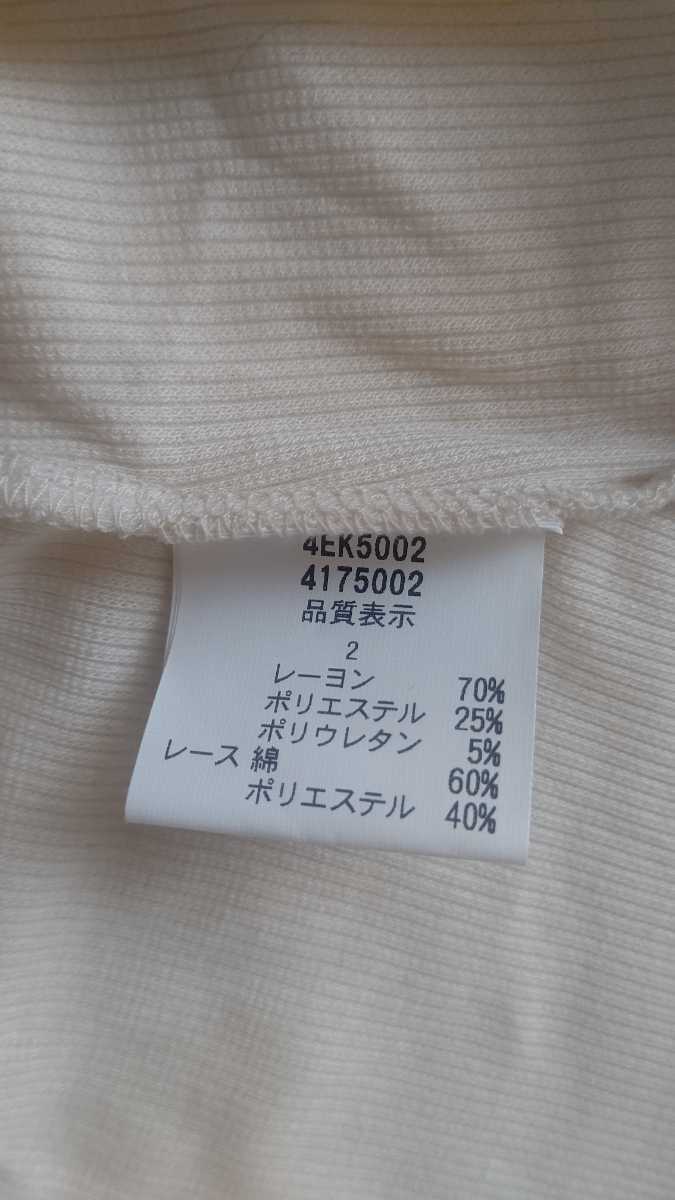 4EK5002
4175002
品質表示
2
レーヨン 70%
ポリエステル 25%
ポリウレタン 5%
レース 綿 60%
ポリエステル 40%